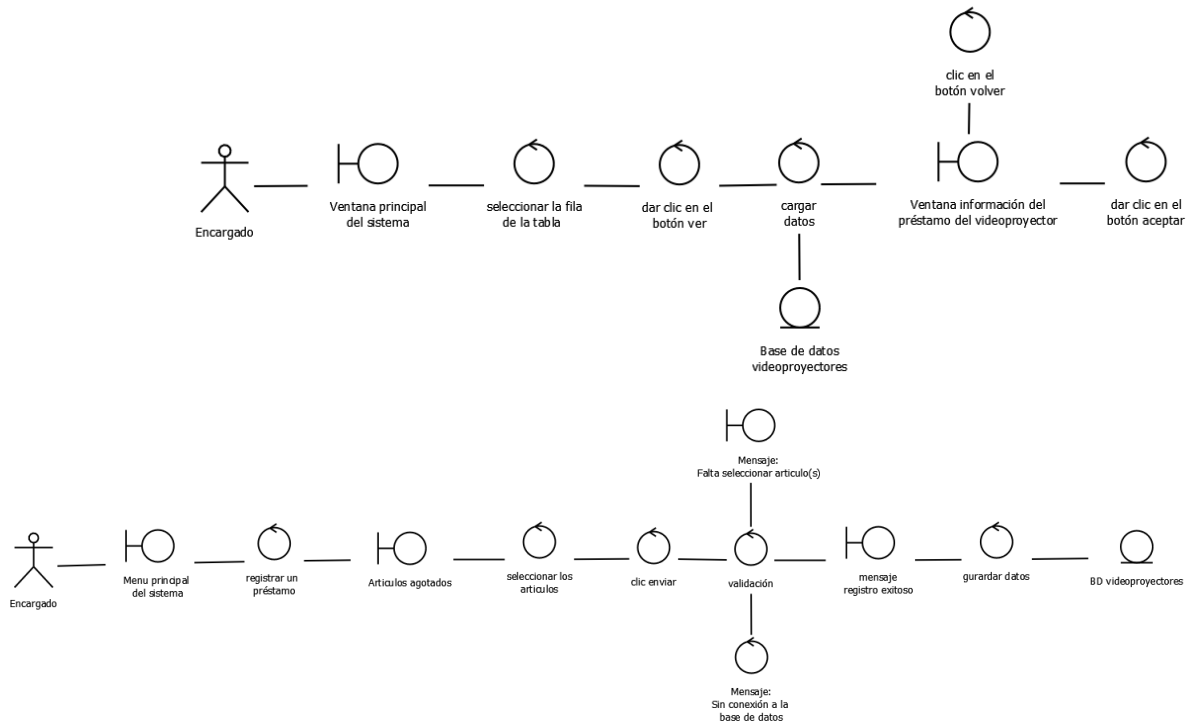 clic en el
botón volver
Encargado
Ventana principal
del sistema
seleccionar la fila
de la tabla
dar clic en el
botón ver
cargar
datos
Ventana información del
préstamo del videoproyector
dar clic en el
botón aceptar
Base de datos
videoproyectores
Mensaje:
Falta seleccionar articulo(s)
Encargado
Menu principal
del sistema
registrar un
préstamo
Articulos agotados
seleccionar los
articulos
clic enviar
validación
mensaje
registro exitoso
gurardar datos
BD videoproyectores
Mensaje:
Sin conexión a la
base de datos